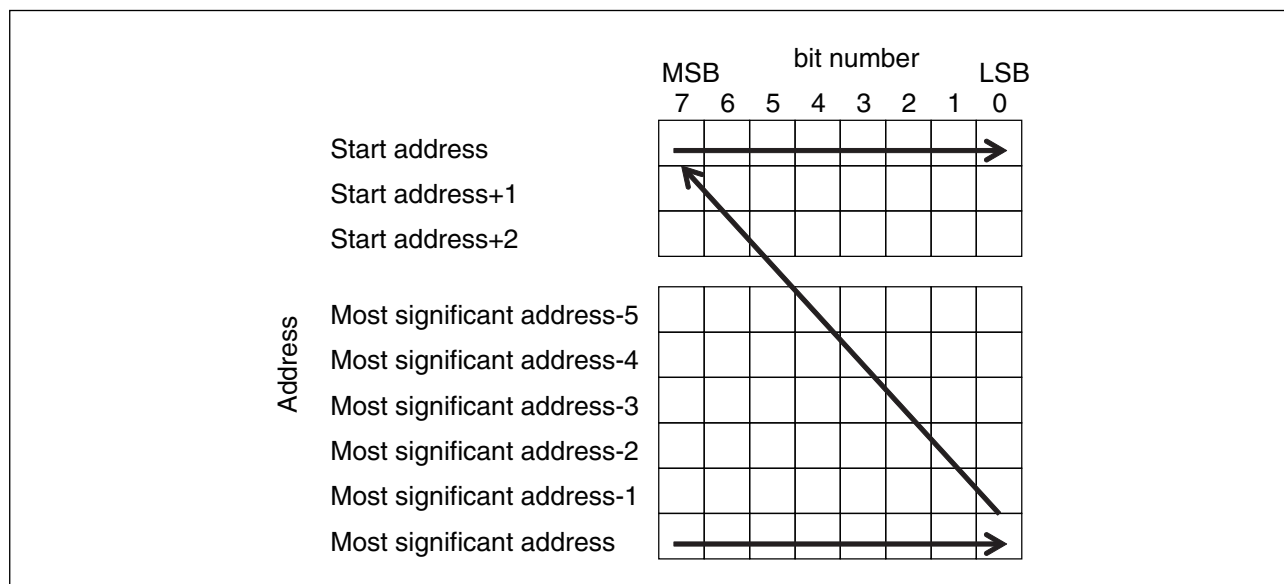 bit number
MSB LSB
7 6 5 4 3 2 1 0
Start address
Start address+1
Start address+2
Address
Most significant address-5
Most significant address-4
Most significant address-3
Most significant address-2
Most significant address-1
Most significant address